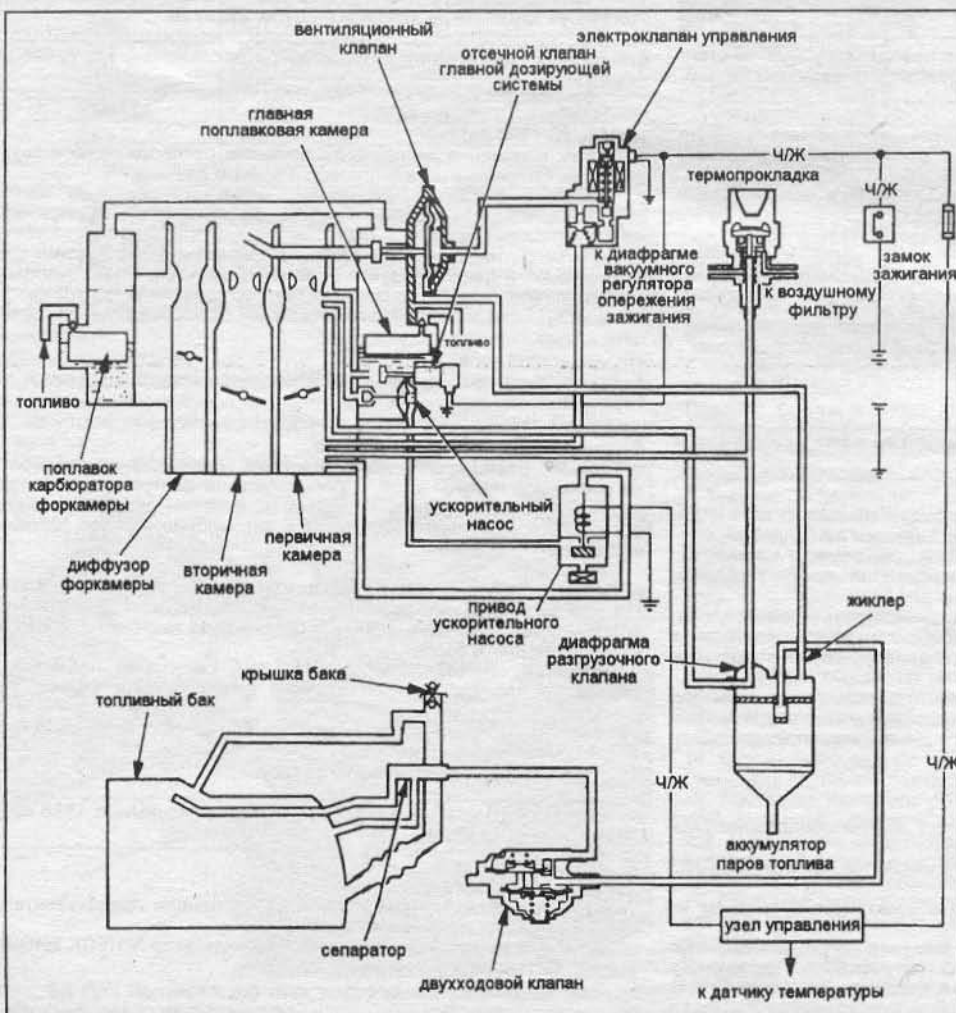 вентиляционный
клапан
электроклапан управления
отсечной клапан
главной дозирующей
системы
главная
поплавковая камера
Ч/Ж
термопрокладка
Ч/Ж
замок
зажигания
к диафрагме
вакуумного
регулятора
опережения
зажигания
к воздушному
фильтру
топливо
топливо
поплавок
карбюратора
форкамеры
диффузор
форкамеры
вторичная
камера
первичная
камера
ускорительный
насос
привод
ускорительного
насоса
жиклер
диафрагма
разгрузочного
клапана
крышка бака
топливный бак
Ч/Ж
Ч/Ж
аккумулятор
паров топлива
сепаратор
двухходовой клапан
узел управления
к датчику температуры